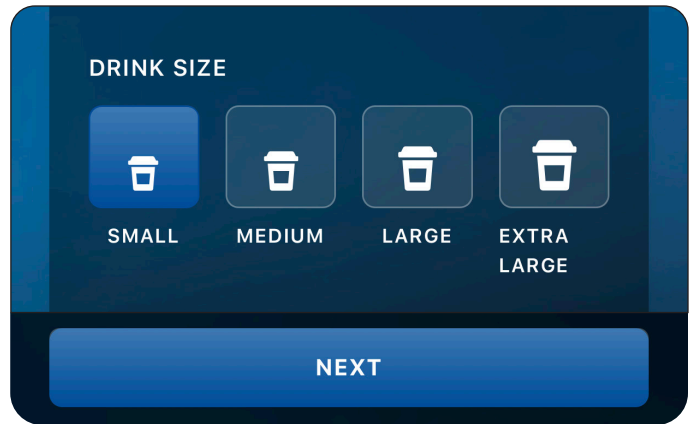 DRINK SIZE
SMALL
MEDIUM
LARGE
EXTRA
LARGE
NEXT